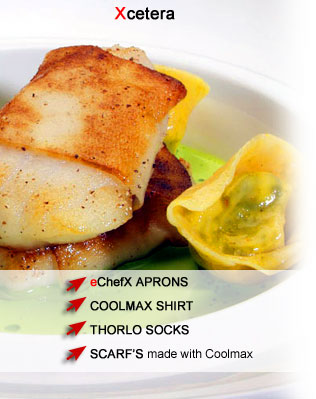 Xcetera
eChefX APRONS
COOLMAX SHIRT
THORLO SOCKS
SCARF'S made with Coolmax